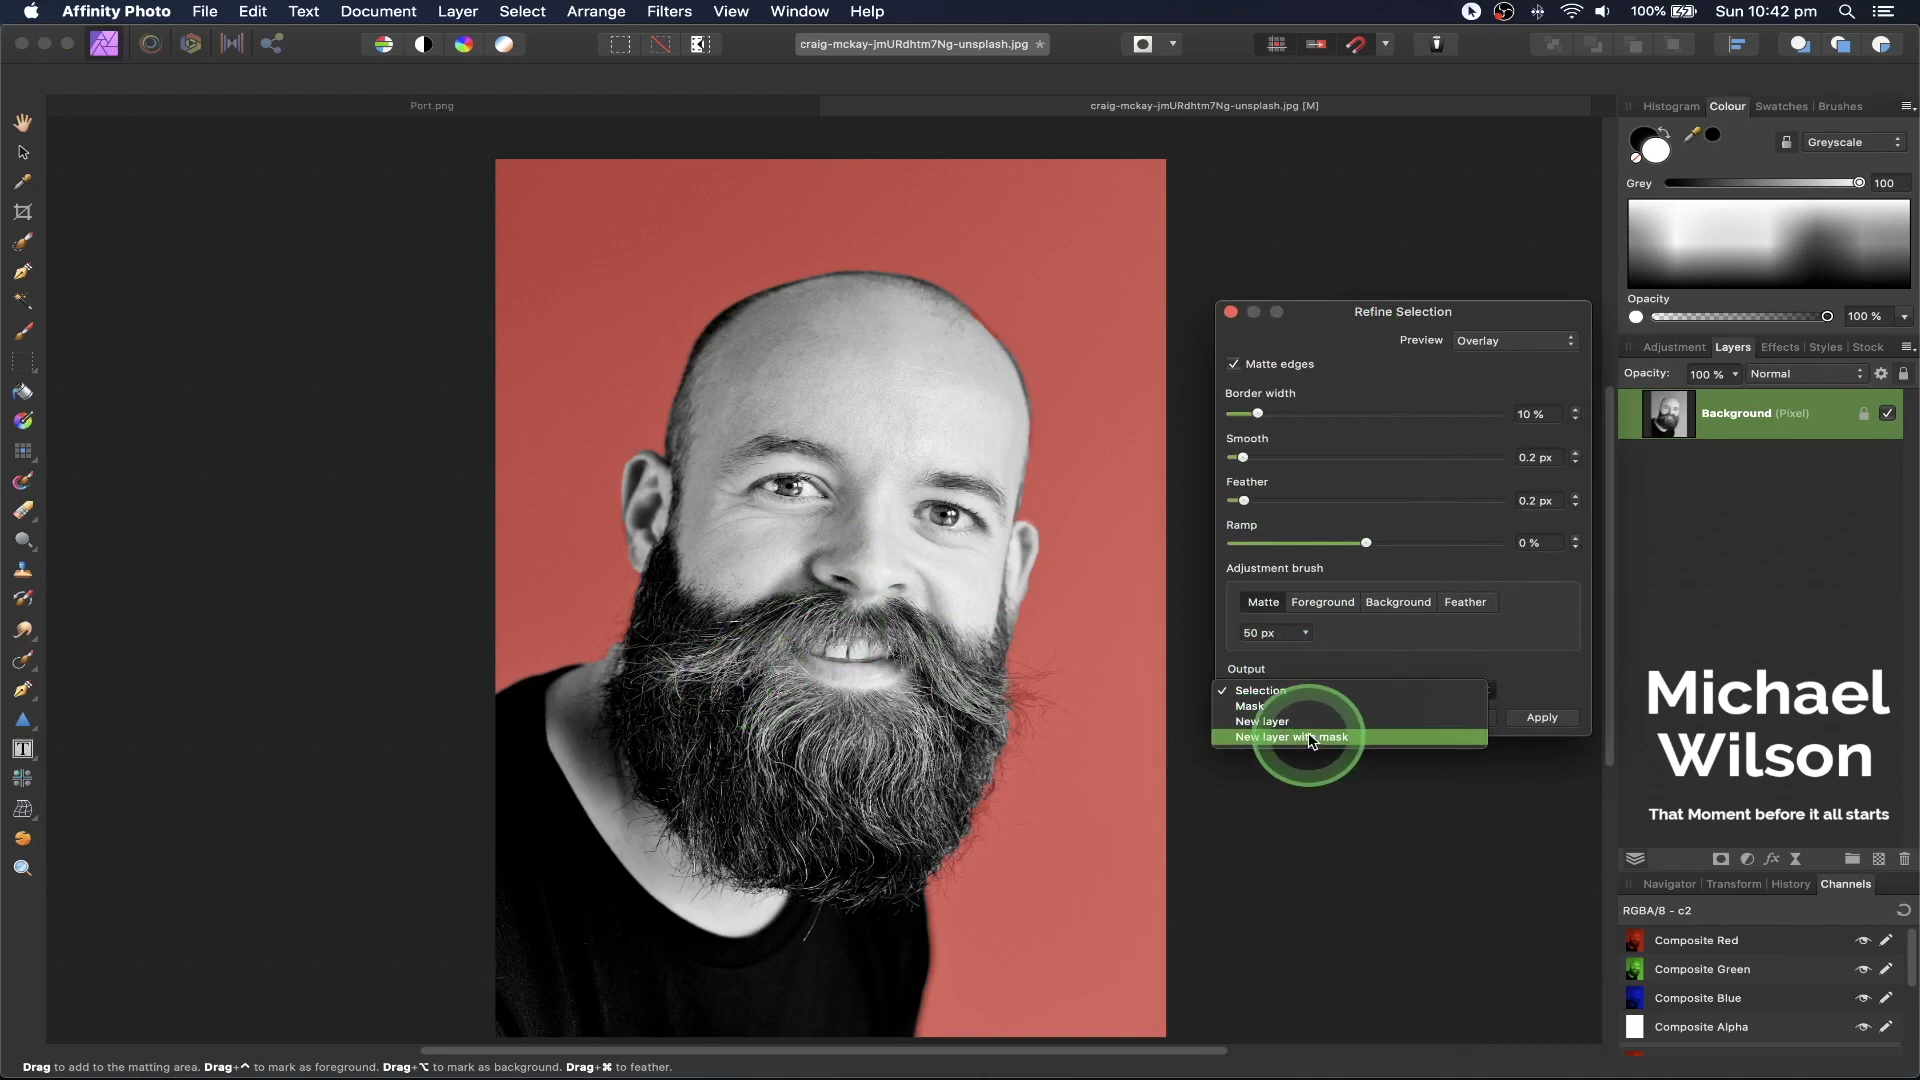 Affinity Photo File Edit Text Document Layer Select Arrange Filters View Window Help 100% Sun 10:42 pm
craig-mckay-jmURdhtm7Ng-unsplash.jpg
Port.png craig-mckay-jmURdhtm7Ng-unsplash.jpg [M]
Histogram Colour Swatches Brushes
Greyscale
Grey 100
Opacity
100 %
Adjustment Layers Effects Styles Stock
Opacity: 100 % Normal
Background (Pixel)
Refine Selection
Preview Overlay
Matte edges
Border width
10 %
Smooth
0.2 px
Feather
0.2 px
Ramp
0 %
Adjustment brush
Matte Foreground Background Feather
50 px
Output
Selection
Mask
New layer
New layer with mask
Apply
Michael
Wilson
That Moment before it all starts
Navigator Transform History Channels
RGBA/8 - c2
Composite Red
Composite Green
Composite Blue
Composite Alpha
Drag to add to the matting area. Drag+⌃ to mark as foreground. Drag+⌥ to mark as background. Drag+⌘ to feather.